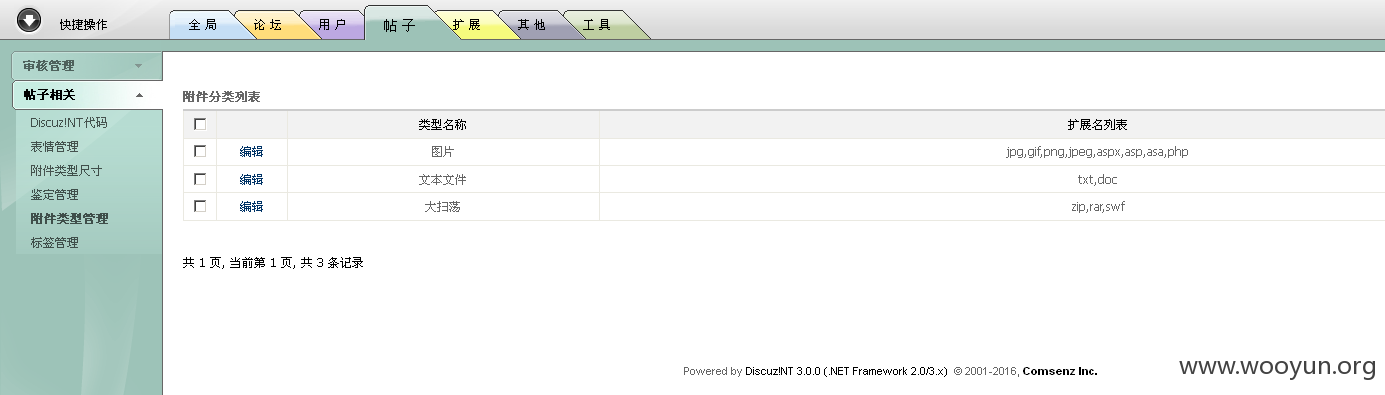 快捷操作 全局 论坛 用户 帖子 扩展 其他 工具
审核管理
帖子相关
Discuz!NT代码
表情管理
附件类型尺寸
鉴定管理
附件类型管理
标签管理
附件分类列表
类型名称 扩展名列表
编辑 图片 jpg,gif,png,jpeg,aspx,asp,asa,php
编辑 文本文件 txt,doc
编辑 大扫荡 zip,rar,swf
共 1 页, 当前第 1 页, 共 3 条记录
Powered by Discuz!NT 3.0.0 (.NET Framework 2.0/3.x) © 2001-2016, Comsenz Inc.
www.wooyun.org